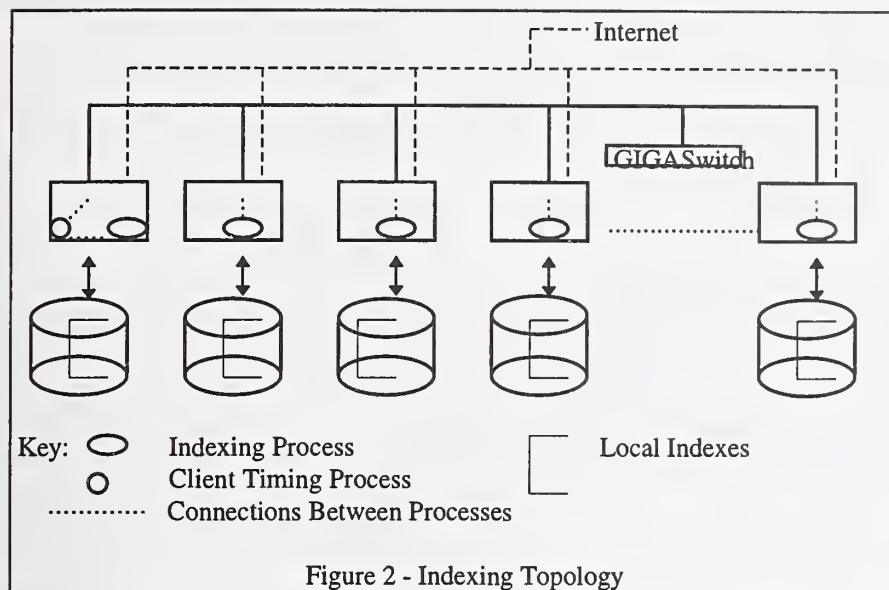 Internet
GIGASwitch
Key: Indexing Process
Local Indexes
Client Timing Process
Connections Between Processes
Figure 2 - Indexing Topology